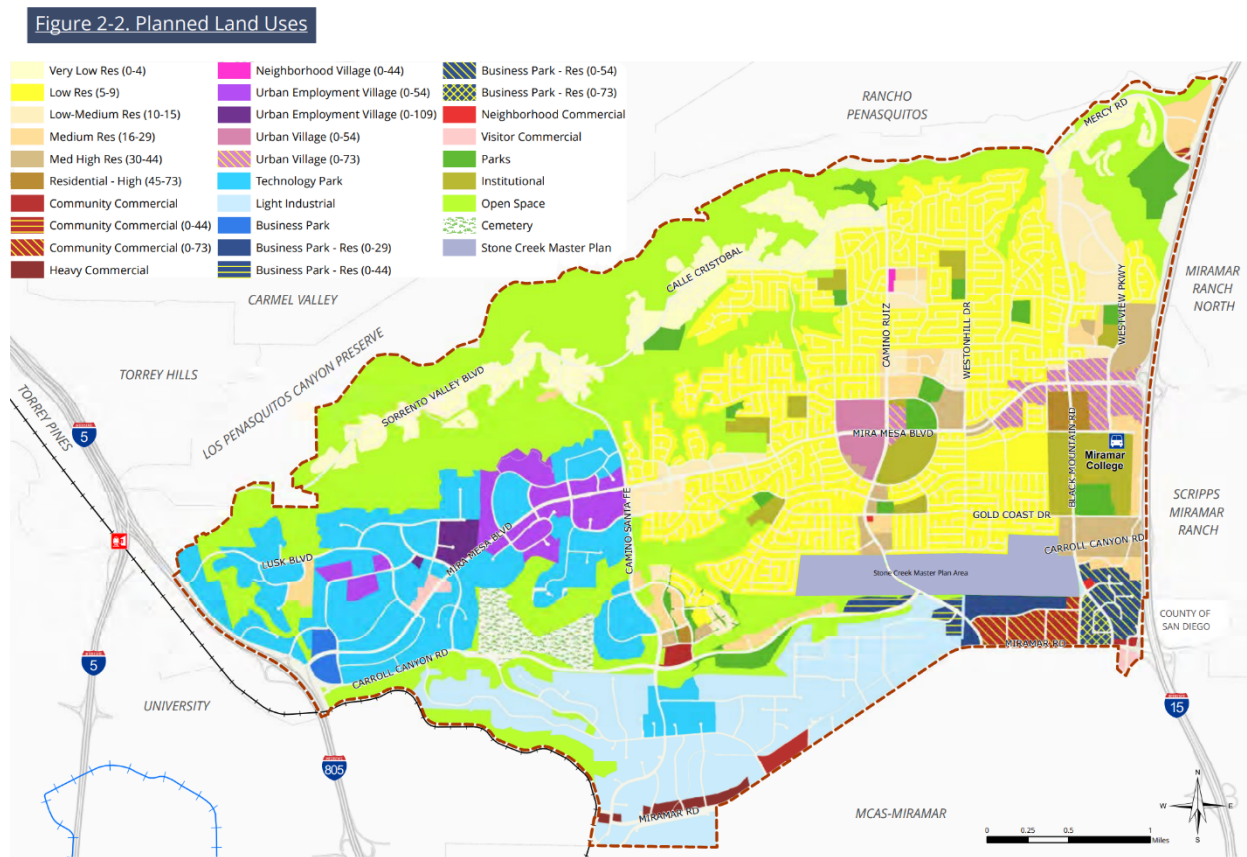 Figure 2-2. Planned Land Uses
Very Low Res (0-4)
Low Res (5-9)
Low-Medium Res (10-15)
Medium Res (16-29)
Med High Res (30-44)
Residential - High (45-73)
Community Commercial
Community Commercial (0-44)
Community Commercial (0-73)
Heavy Commercial
Neighborhood Village (0-44)
Urban Employment Village (0-54)
Urban Employment Village (0-109)
Urban Village (0-54)
Urban Village (0-73)
Technology Park
Light Industrial
Business Park
Business Park - Res (0-29)
Business Park - Res (0-44)
Business Park - Res (0-54)
Business Park - Res (0-73)
Neighborhood Commercial
Visitor Commercial
Parks
Institutional
Open Space
Cemetery
Stone Creek Master Plan
RANCHO
PENASQUITOS
MERCY RD
CARMEL VALLEY
CALLE CRISTOBAL
MIRAMAR
RANCH
NORTH
WESTVIEW PKWY
CAMINO RUIZ
WESTONHILL DR
TORREY HILLS
LOS PENASQUITOS CANYON PRESERVE
SORRENTO VALLEY BLVD
TORREY PINES
5
MIRA MESA BLVD
BLACK MOUNTAIN RD
Miramar
College
SCRIPPS
MIRAMAR
RANCH
CAMINO SANTA FE
GOLD COAST DR
CARROLL CANYON RD
LUSK BLVD
MIRA MESA BLVD
Stone Creek Master Plan Area
COUNTY OF
SAN DIEGO
MIRAMAR RD
CARROLL CANYON RD
5
UNIVERSITY
15
805
MIRAMAR RD
MCAS-MIRAMAR
N
W
E
S
0
0.25
0.5
1
Miles